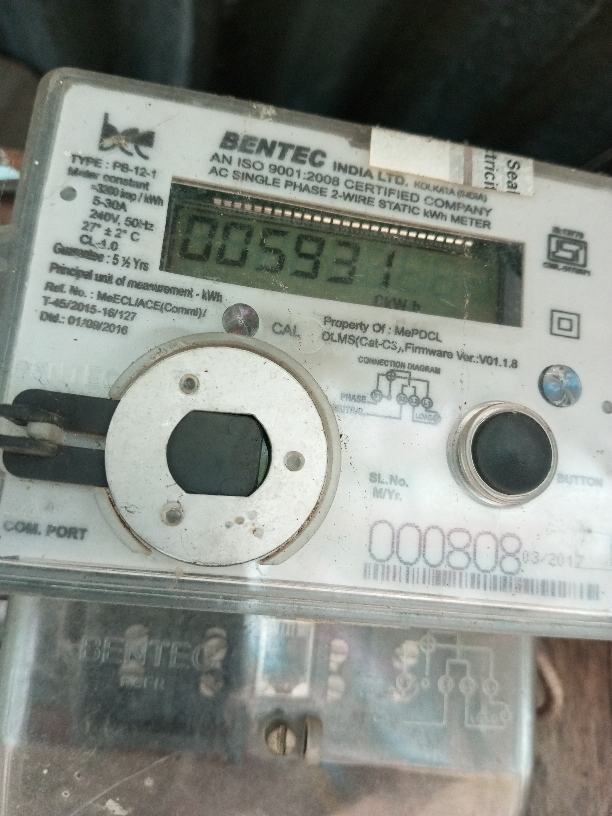 BENTEC INDIA LTD. KOLKATA (INDIA)
AN ISO 9001:2008 CERTIFIED COMPANY
AC SINGLE PHASE 2-WIRE STATIC kWh METER
TYPE : PS-12-1
Meter constant
=3200 imp / kWh
5-30A
240V, 50Hz
27° ± 2° C
CL-1.0
Guarantee : 5 ½ Yrs
Principal unit of measurement - kWh
Ref. No. : MeECL/ACE(Comml)/
T-45/2015-16/127
Dtd.: 01/09/2016
Seal
005931
kW h
CAL
Property Of : MePDCL
DLMS(Cat-C3),Firmware Ver.:V01.1.8
CONNECTION DIAGRAM
PHASE
NEUTRAL
LOAD
BUTTON
SL.No.
M/Yr.
000808 03/2017
COM. PORT
BENTEC